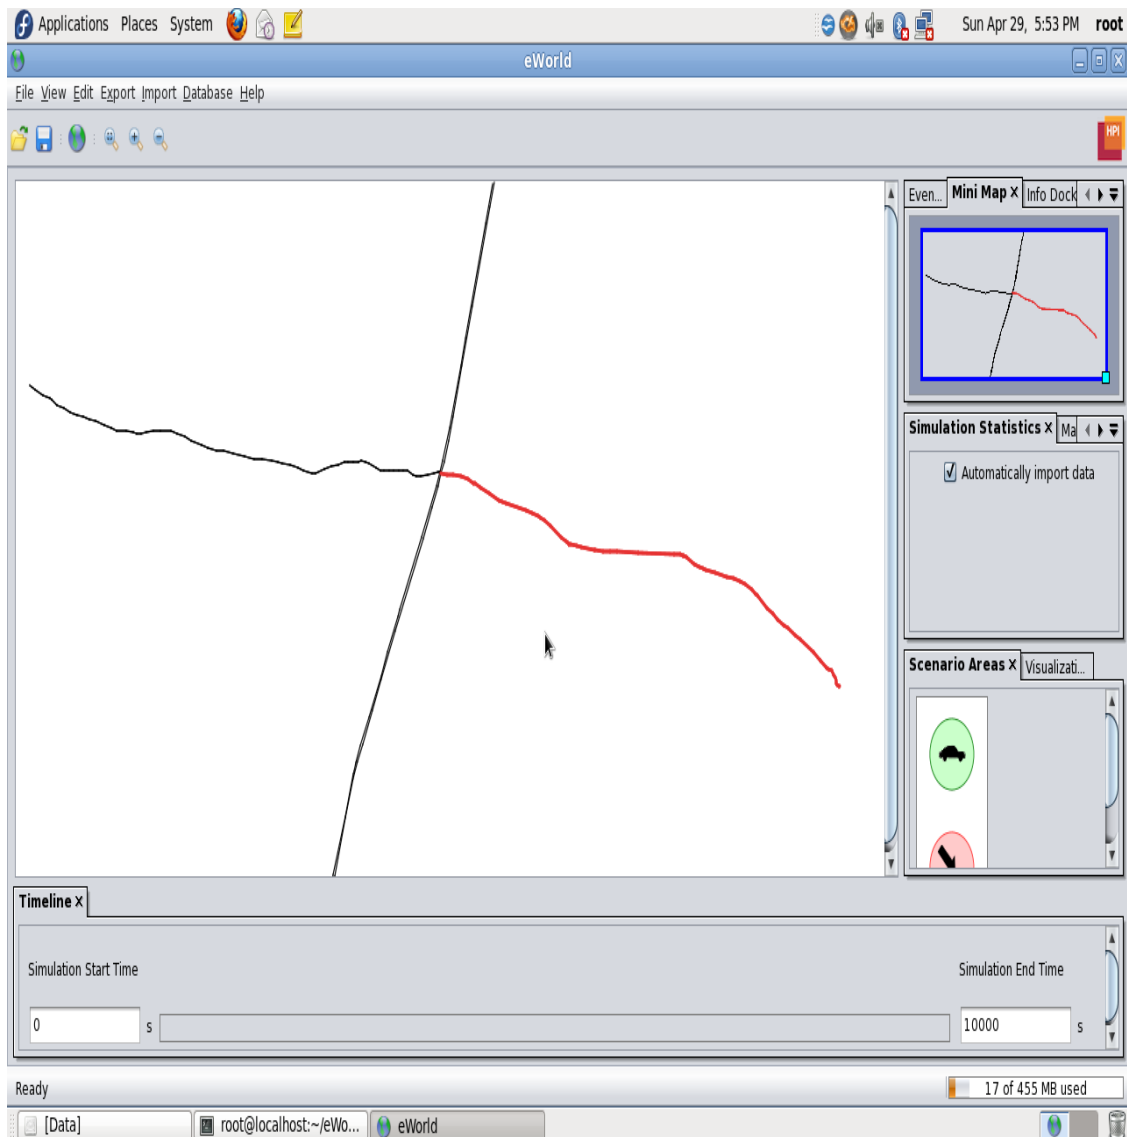 Applications Places System Sun Apr 29, 5:53 PM root
eWorld
File View Edit Export Import Database Help
HPI
Even... Mini Map × Info Dock
Simulation Statistics × Ma
Automatically import data
Scenario Areas × Visualizati...
Timeline ×
Simulation Start Time Simulation End Time
0 s 10000 s
Ready 17 of 455 MB used
[Data] root@localhost:~/eWo... eWorld